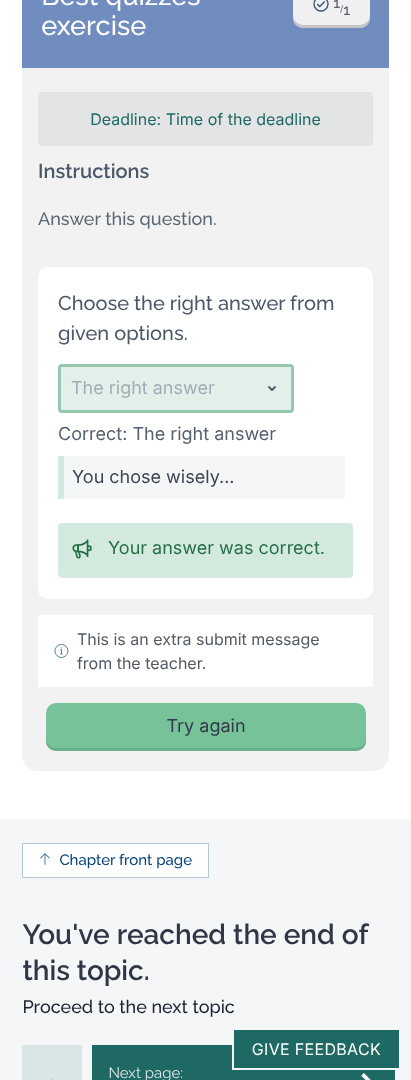 Best quizzes
exercise
1/1
Deadline: Time of the deadline
Instructions
Answer this question.
Choose the right answer from
given options.
The right answer
Correct: The right answer
You chose wisely...
Your answer was correct.
This is an extra submit message
from the teacher.
Try again
Chapter front page
You've reached the end of
this topic.
Proceed to the next topic
GIVE FEEDBACK
Next page: